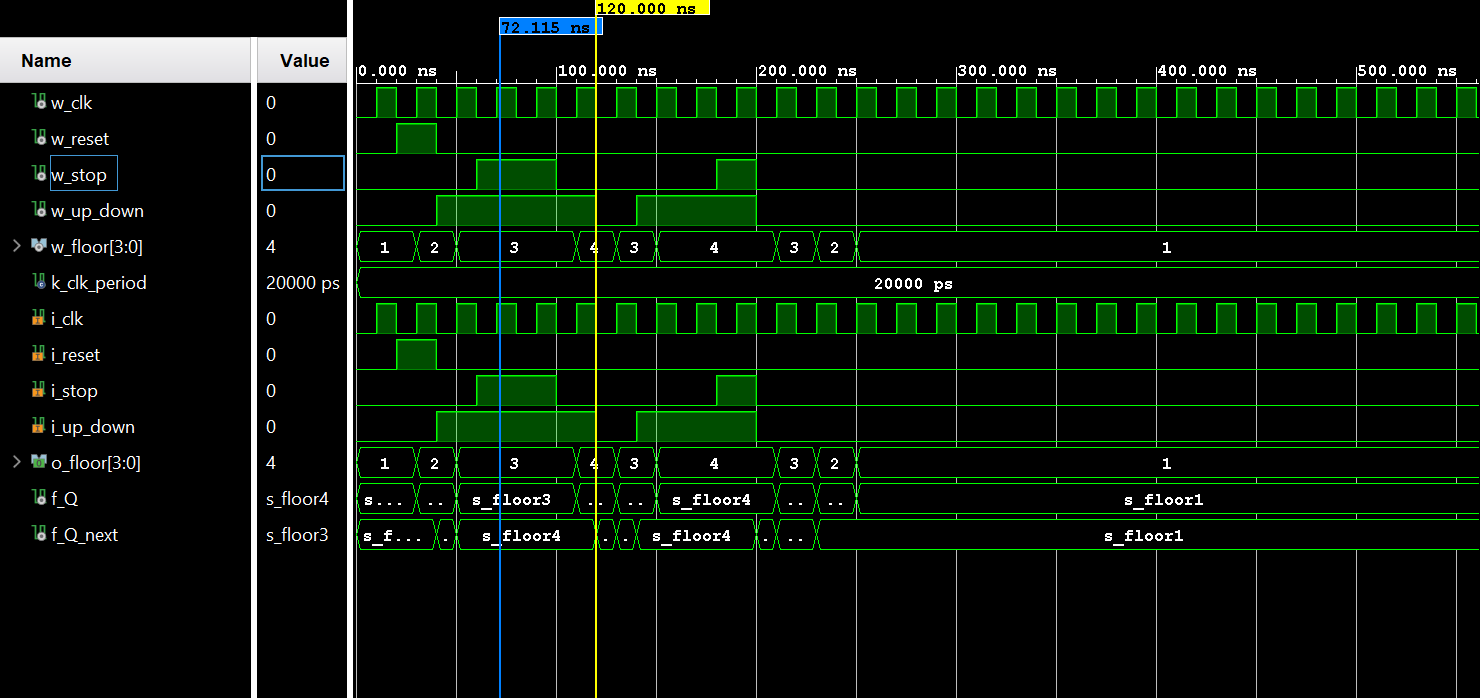 120.000 ns
72.115 ns
Name Value
0.000 ns 100.000 ns 200.000 ns 300.000 ns 400.000 ns 500.000 ns
w_clk 0
w_reset 0
w_stop 0
w_up_down 0
w_floor[3:0] 4 1 2 3 4 3 4 3 2 1
k_clk_period 20000 ps 20000 ps
i_clk 0
i_reset 0
i_stop 0
i_up_down 0
o_floor[3:0] 4 1 2 3 4 3 4 3 2 1
f_Q s_floor4 s... .. s_floor3 .. .. s_floor4 .. .. s_floor1
f_Q_next s_floor3 s_f... . s_floor4 . . s_floor4 . .. s_floor1